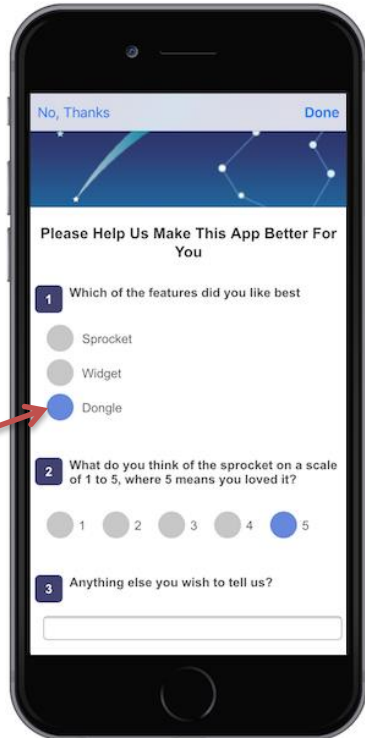 No, Thanks
Done
Please Help Us Make This App Better For
You
1
Which of the features did you like best
Sprocket
Widget
Dongle
2
What do you think of the sprocket on a scale
of 1 to 5, where 5 means you loved it?
1 2 3 4 5
3
Anything else you wish to tell us?